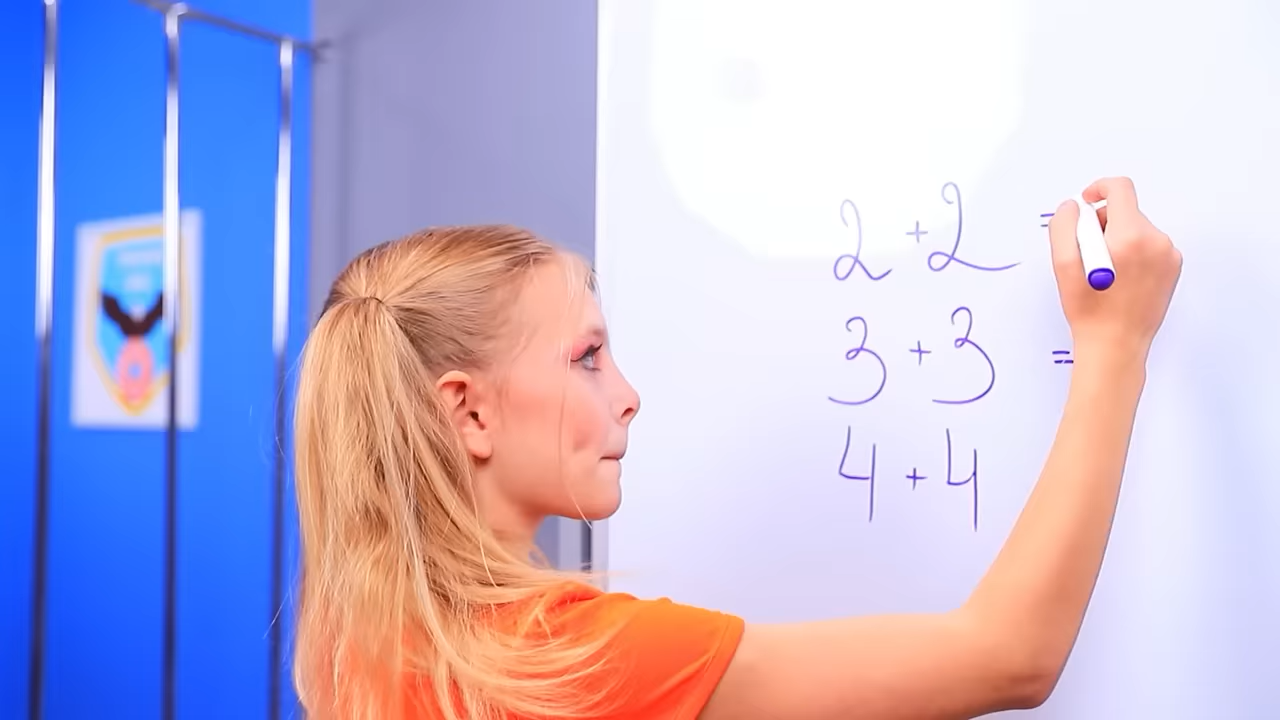 2 + 2 =
3 + 3 =
4 + 4